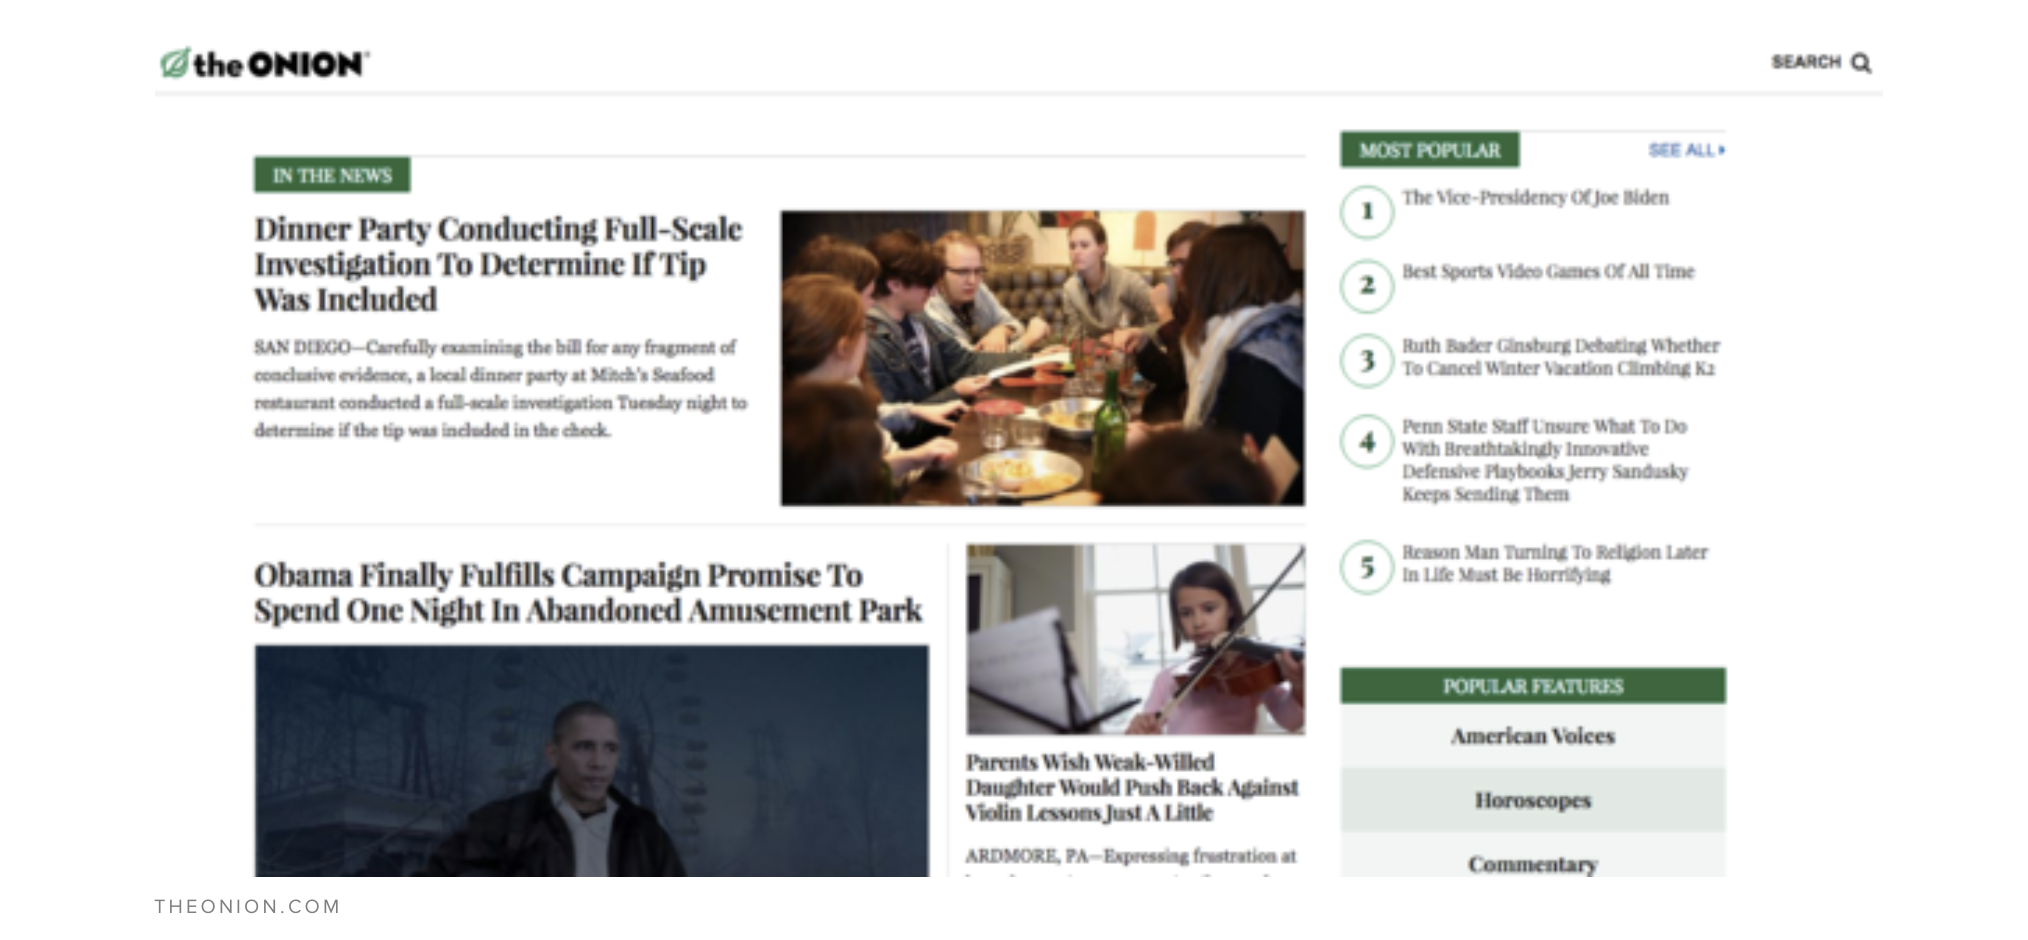 the ONION
SEARCH
IN THE NEWS
Dinner Party Conducting Full-Scale
Investigation To Determine If Tip
Was Included
SAN DIEGO—Carefully examining the bill for any fragment of
conclusive evidence, a local dinner party at Mitch's Seafood
restaurant conducted a full-scale investigation Tuesday night to
determine if the tip was included in the check.
Obama Finally Fulfills Campaign Promise To
Spend One Night In Abandoned Amusement Park
Parents Wish Weak-Willed
Daughter Would Push Back Against
Violin Lessons Just A Little
ARDMORE, PA—Expressing frustration at
MOST POPULAR
SEE ALL
1
The Vice-Presidency Of Joe Biden
2
Best Sports Video Games Of All Time
3
Ruth Bader Ginsburg Debating Whether
To Cancel Winter Vacation Climbing K2
4
Penn State Staff Unsure What To Do
With Breathtakingly Innovative
Defensive Playbooks Jerry Sandusky
Keeps Sending Them
5
Reason Man Turning To Religion Later
In Life Must Be Horrifying
POPULAR FEATURES
American Voices
Horoscopes
Commentary
THEONION.COM